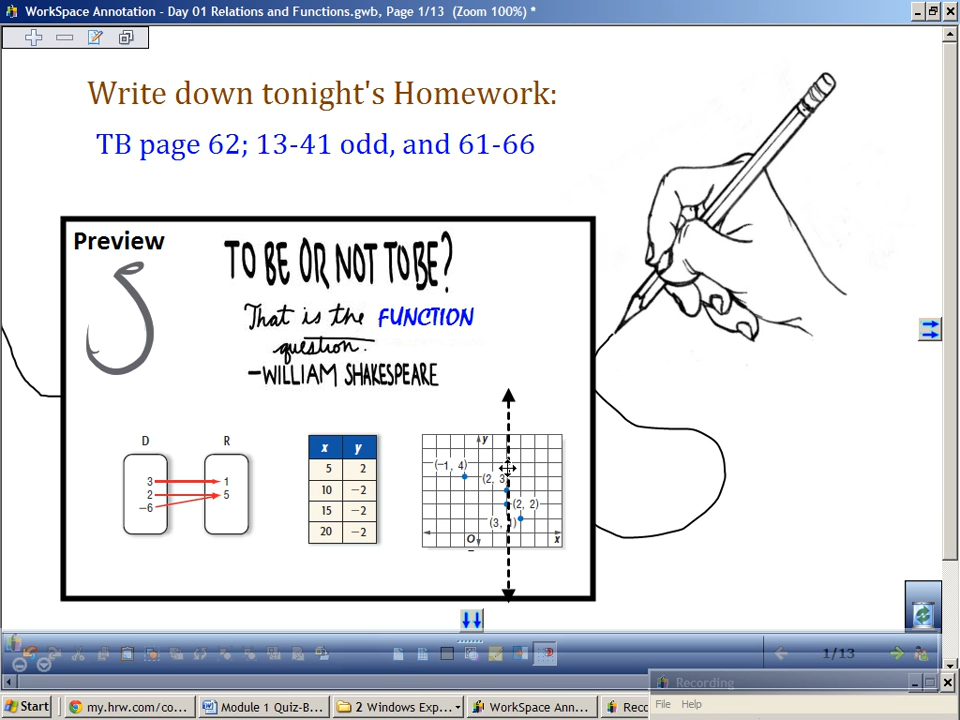 WorkSpace Annotation - Day 01 Relations and Functions.gwb, Page 1/13 (Zoom 100%) *
Write down tonight's Homework:
TB page 62; 13-41 odd, and 61-66
Preview
TO BE OR NOT TO BE?
That is the FUNCTION
question.
-WILLIAM SHAKESPEARE
D R
3 1
2 5
-6
x y
5 2
10 -2
15 -2
20 -2
y
(-1, 4)
(2, 3
(2, 2)
(3, )
O x
1/13
Recording
File Help
Start
my.hrw.com/co...
Module 1 Quiz-B...
2 Windows Exp...
WorkSpace Ann...
Reco